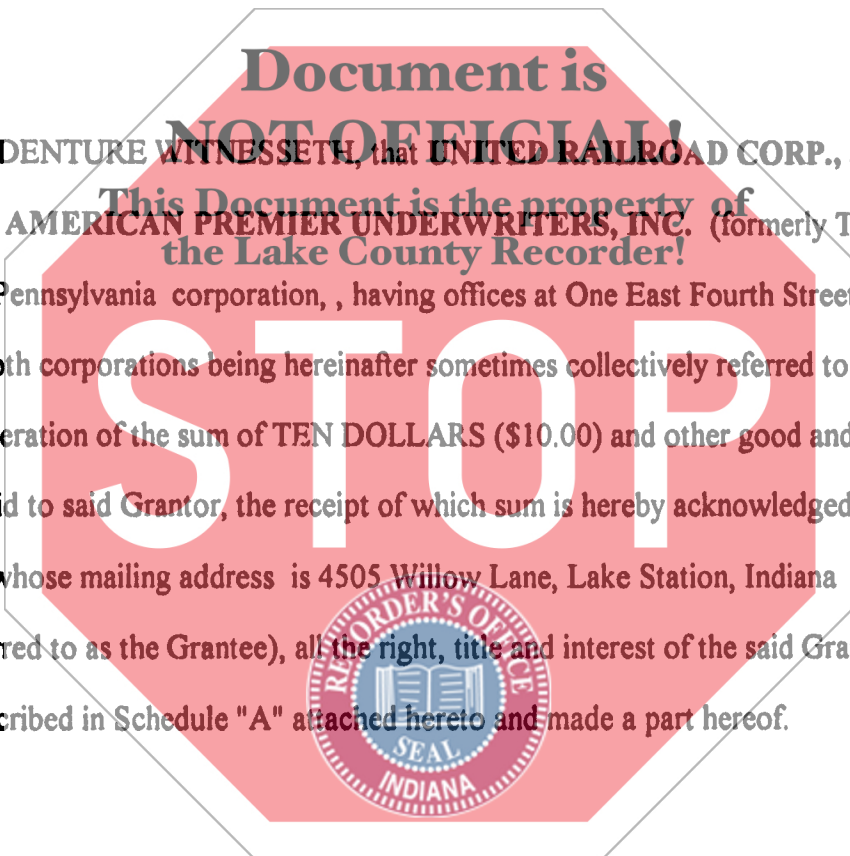 Document is
NOT OFFICIAL!
DENTURE WITNESSETH, that UNITED RAILROAD CORP.,
This Document is the property of
AMERICAN PREMIER UNDERWRITERS, INC. (formerly T
the Lake County Recorder!
Pennsylvania corporation, , having offices at One East Fourth Street
th corporations being hereinafter sometimes collectively referred to
STOP
eration of the sum of TEN DOLLARS ($10.00) and other good and
d to said Grantor, the receipt of which sum is hereby acknowledged
whose mailing address is 4505 Willow Lane, Lake Station, Indiana
red to as the Grantee), all the right, title and interest of the said Gra
cribed in Schedule "A" attached hereto and made a part hereof.
RECORDER'S OFFICE
SEAL
INDIANA